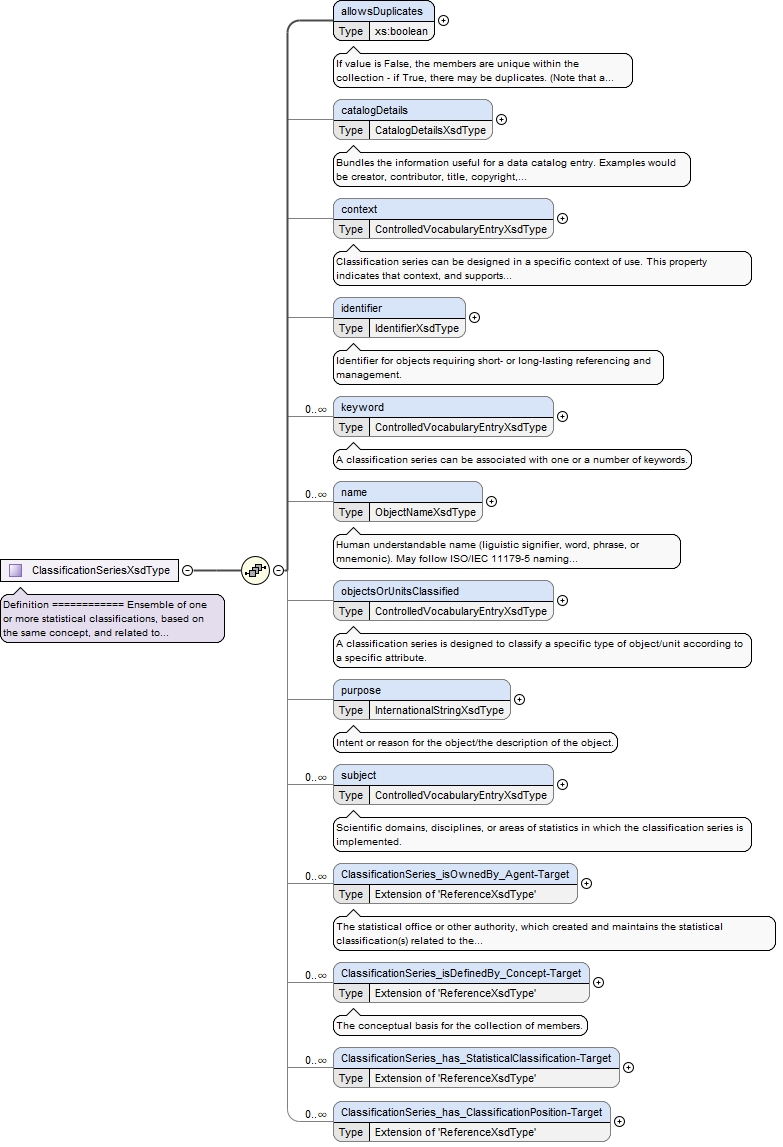 allowsDuplicates
Type xs:boolean
If value is False, the members are unique within the
collection - if True, there may be duplicates. (Note that a...
catalogDetails
Type CatalogDetailsXsdType
Bundles the information useful for a data catalog entry. Examples would
be creator, contributor, title, copyright,...
context
Type ControlledVocabularyEntryXsdType
Classification series can be designed in a specific context of use. This property
indicates that context, and supports...
identifier
Type IdentifierXsdType
Identifier for objects requiring short- or long-lasting referencing and
management.
0..∞
keyword
Type ControlledVocabularyEntryXsdType
A classification series can be associated with one or a number of keywords.
0..∞
name
Type ObjectNameXsdType
Human understandable name (liguistic signifier, word, phrase, or
mnemonic). May follow ISO/IEC 11179-5 naming...
ClassificationSeriesXsdType
Definition ============ Ensemble of one
or more statistical classifications, based on
the same concept, and related to...
objectsOrUnitsClassified
Type ControlledVocabularyEntryXsdType
A classification series is designed to classify a specific type of object/unit according to
a specific attribute.
purpose
Type InternationalStringXsdType
Intent or reason for the object/the description of the object.
0..∞
subject
Type ControlledVocabularyEntryXsdType
Scientific domains, disciplines, or areas of statistics in which the classification series is
implemented.
0..∞
ClassificationSeries_isOwnedBy_Agent-Target
Type Extension of 'ReferenceXsdType'
The statistical office or other authority, which created and maintains the statistical
classification(s) related to the...
0..∞
ClassificationSeries_isDefinedBy_Concept-Target
Type Extension of 'ReferenceXsdType'
The conceptual basis for the collection of members.
0..∞
ClassificationSeries_has_StatisticalClassification-Target
Type Extension of 'ReferenceXsdType'
0..∞
ClassificationSeries_has_ClassificationPosition-Target
Type Extension of 'ReferenceXsdType'